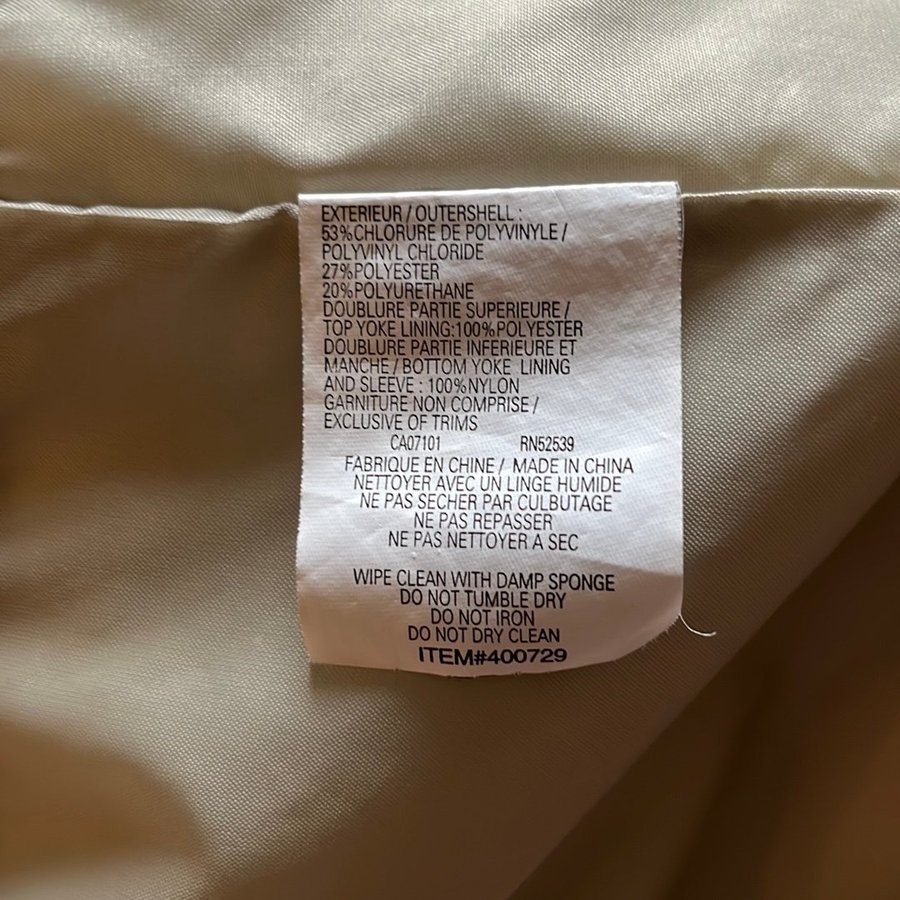 EXTERIEUR / OUTERSHELL :
53%CHLORURE DE POLYVINYLE /
POLYVINYL CHLORIDE
27%POLYESTER
20%POLYURETHANE
DOUBLURE PARTIE SUPERIEURE /
TOP YOKE LINING:100%POLYESTER
DOUBLURE PARTIE INFERIEURE ET
MANCHE / BOTTOM YOKE LINING
AND SLEEVE : 100%NYLON
GARNITURE NON COMPRISE /
EXCLUSIVE OF TRIMS
CA07101 RN52539
FABRIQUE EN CHINE / MADE IN CHINA
NETTOYER AVEC UN LINGE HUMIDE
NE PAS SECHER PAR CULBUTAGE
NE PAS REPASSER
NE PAS NETTOYER A SEC
WIPE CLEAN WITH DAMP SPONGE
DO NOT TUMBLE DRY
DO NOT IRON
DO NOT DRY CLEAN
ITEM#400729